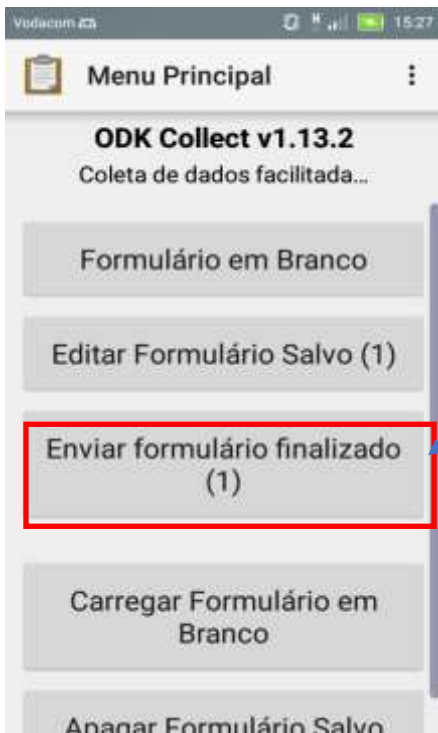 Vodacom
15:27
Menu Principal
ODK Collect v1.13.2
Coleta de dados facilitada...
Formulário em Branco
Editar Formulário Salvo (1)
Enviar formulário finalizado
(1)
Carregar Formulário em
Branco
Apagar Formulário Salvo